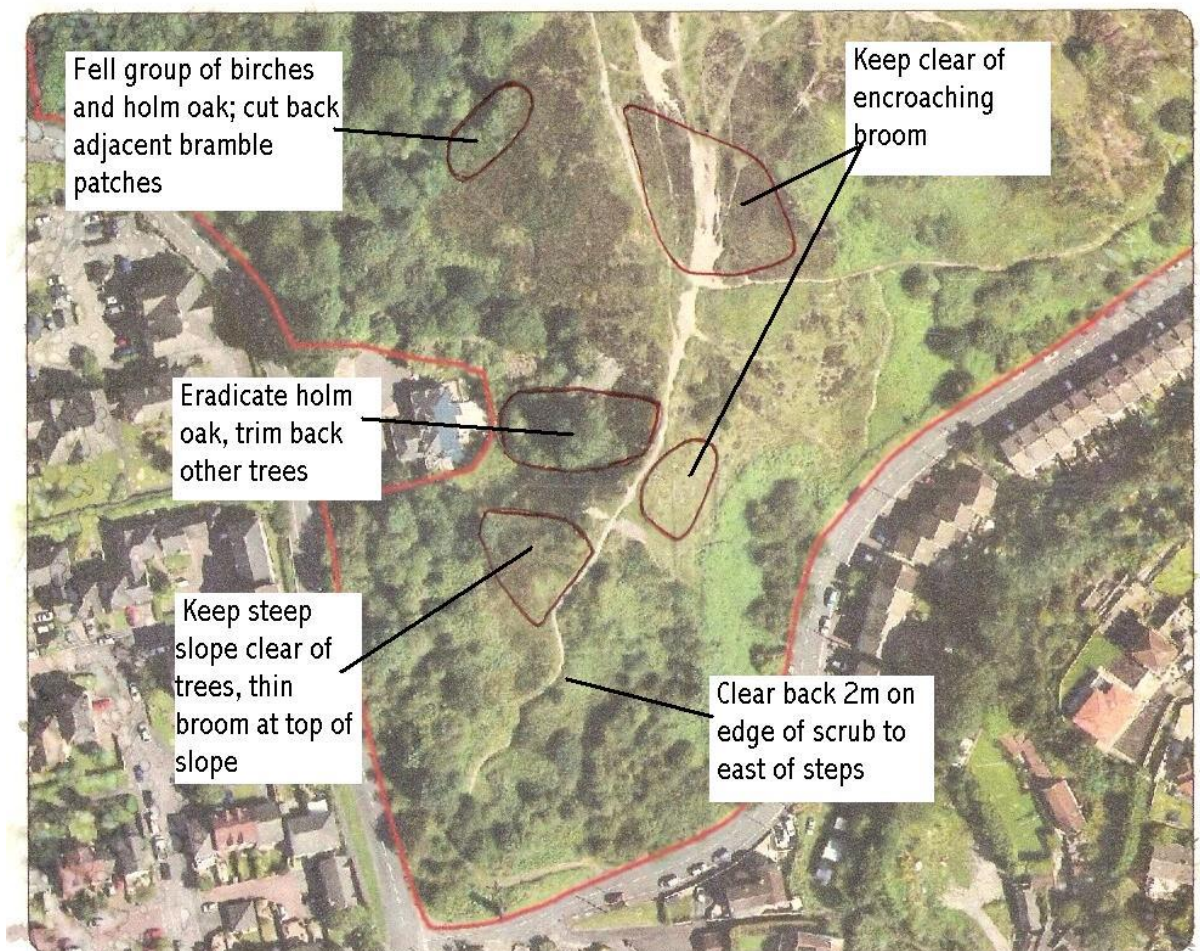 Fell group of birches
and holm oak; cut back
adjacent bramble
patches
Keep clear of
encroaching
broom
Eradicate holm
oak, trim back
other trees
Keep steep
slope clear of
trees, thin
broom at top of
slope
Clear back 2m on
edge of scrub to
east of steps